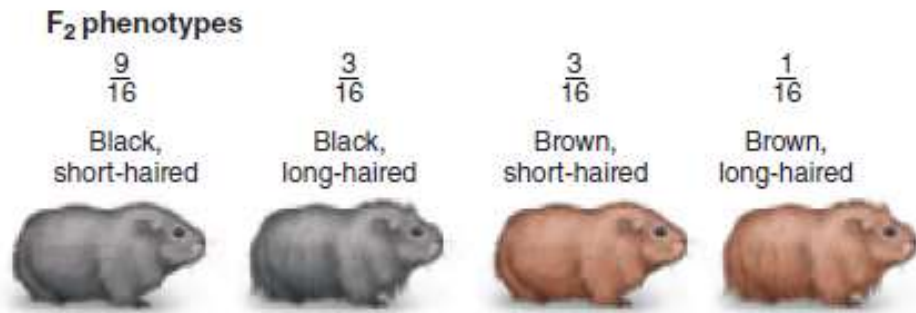 F₂ phenotypes
9/16 3/16 3/16 1/16
Black, Black, Brown, Brown,
short-haired long-haired short-haired long-haired